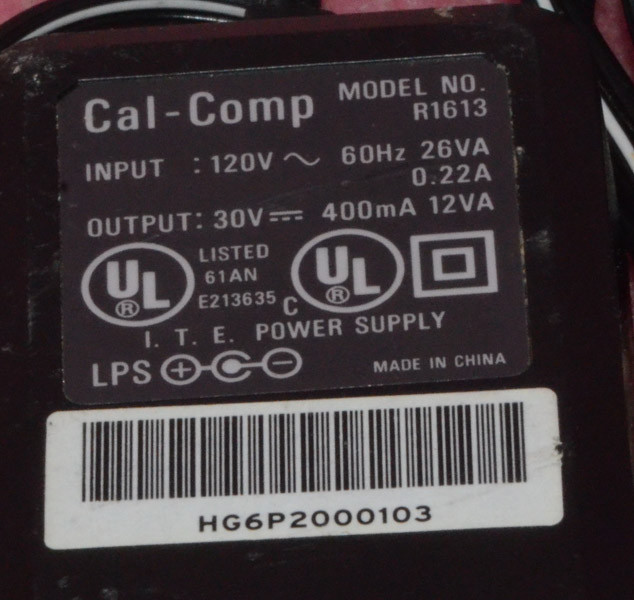 Cal-Comp MODEL NO.
R1613
INPUT : 120V ～ 60Hz 26VA
0.22A
OUTPUT: 30V⎓ 400mA 12VA
UL ® LISTED
61AN
E213635
C UL ®
I. T. E. POWER SUPPLY
LPS + − MADE IN CHINA
HG6P2000103